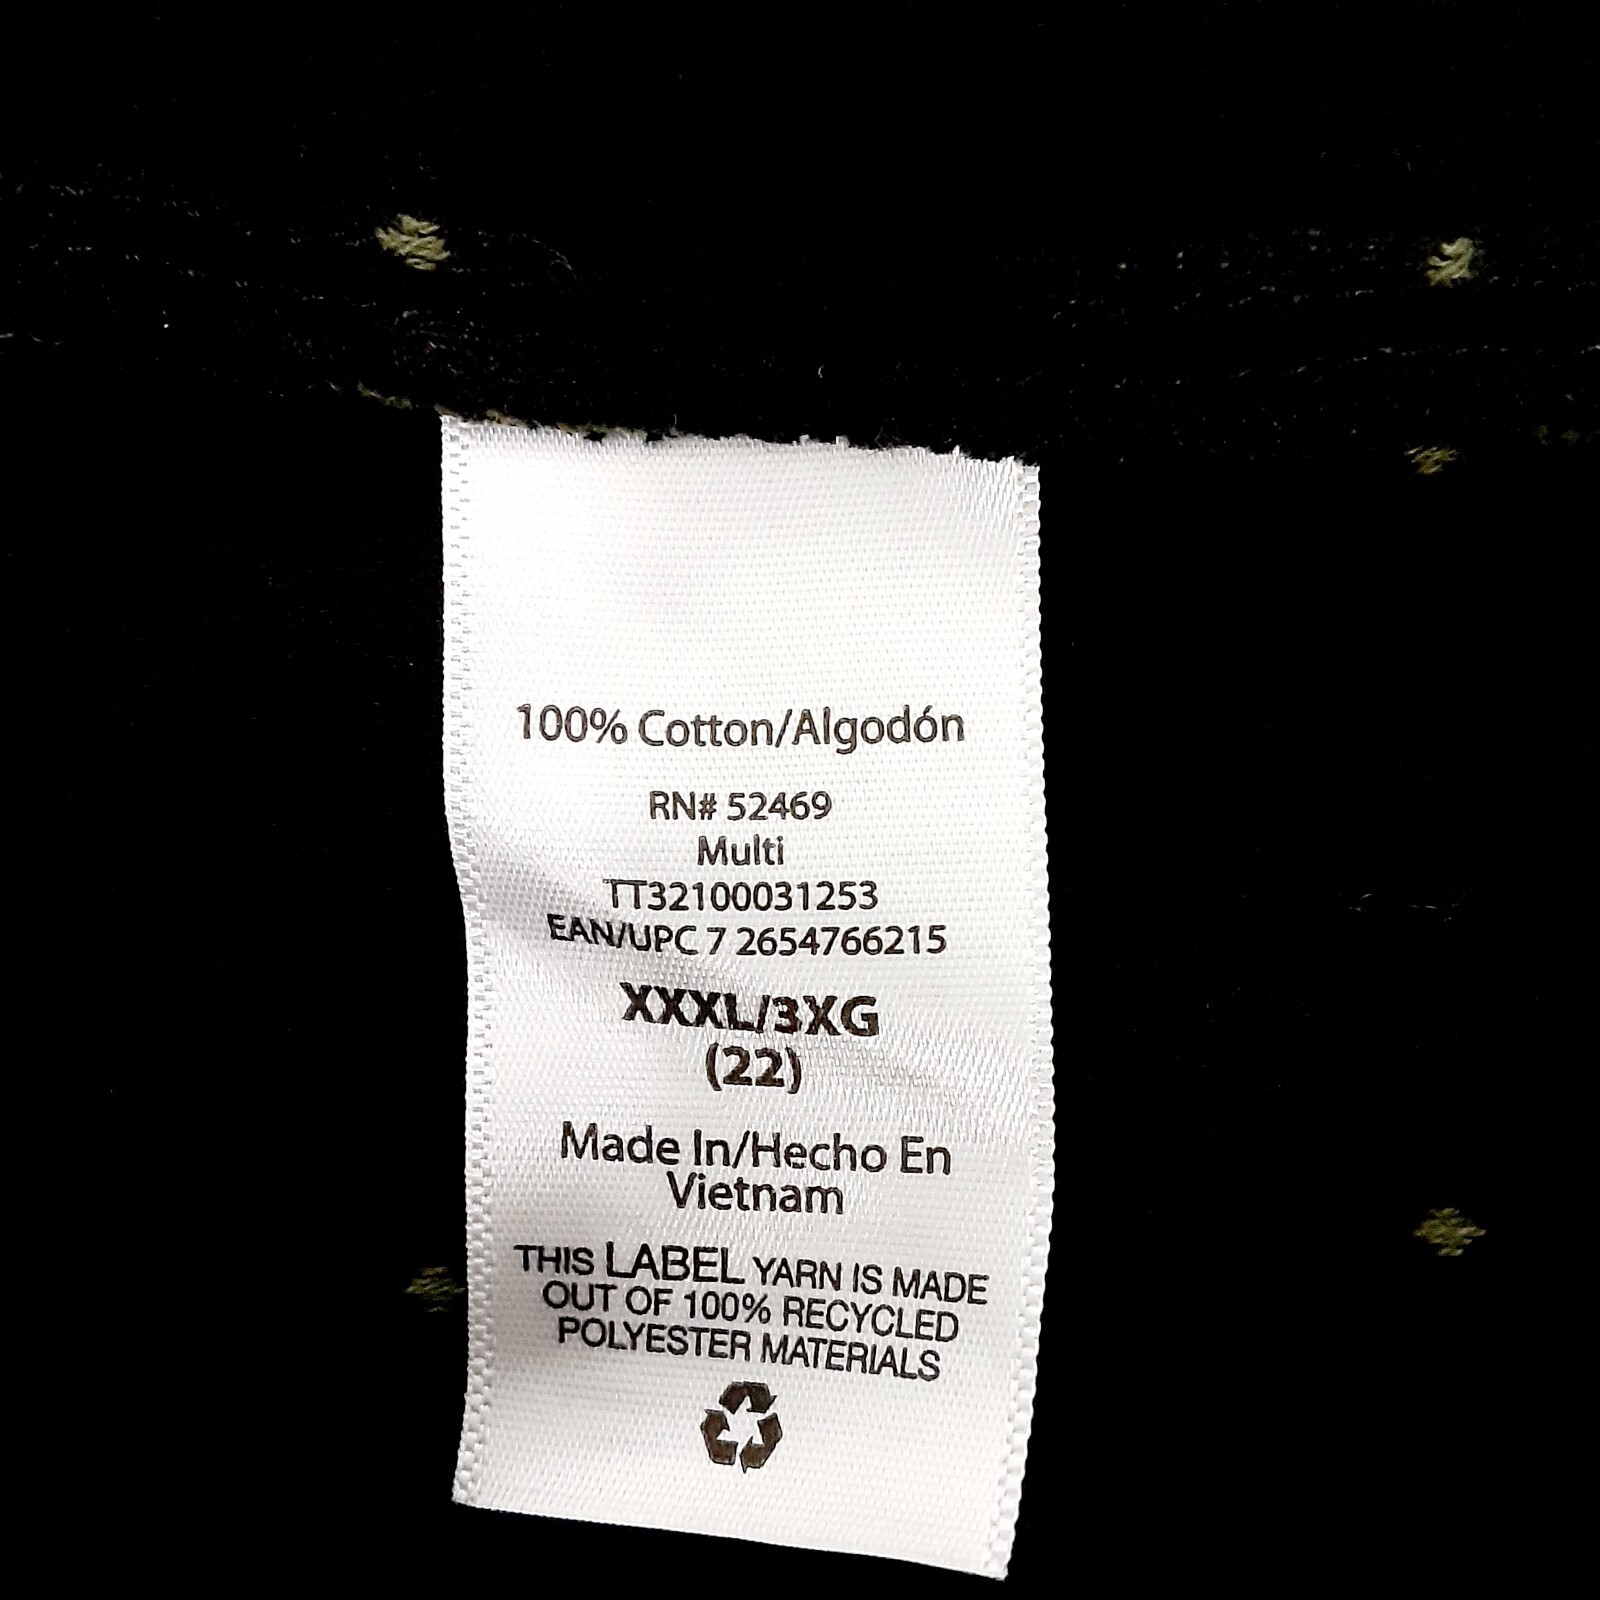 100% Cotton/Algodón
RN# 52469
Multi
TT32100031253
EAN/UPC 7 2654766215
XXXL/3XG
(22)
Made In/Hecho En
Vietnam
THIS LABEL YARN IS MADE
OUT OF 100% RECYCLED
POLYESTER MATERIALS